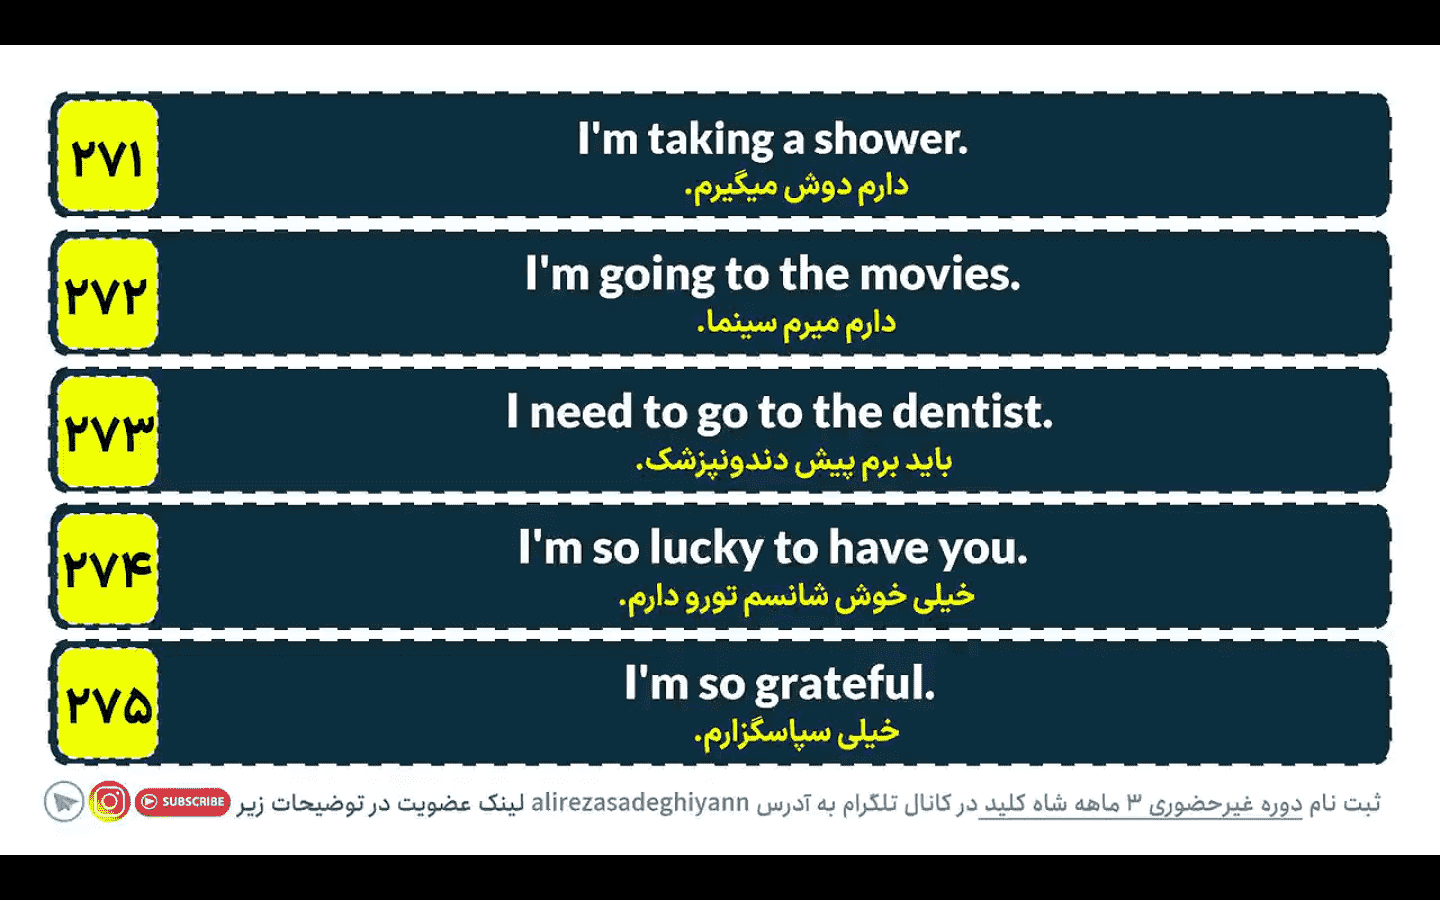 ۲۷۱
I'm taking a shower.
دارم دوش میگیرم.
۲۷۲
I'm going to the movies.
دارم میرم سینما.
۲۷۳
I need to go to the dentist.
باید برم پیش دندونپزشک.
۲۷۴
I'm so lucky to have you.
خیلی خوش شانسم تورو دارم.
۲۷۵
I'm so grateful.
خیلی سپاسگزارم.
ثبت نام دوره غیرحضوری ۳ ماهه شاه کلید در کانال تلگرام به آدرس alirezasadeghiyann لینک عضویت در توضیحات زیر SUBSCRIBE